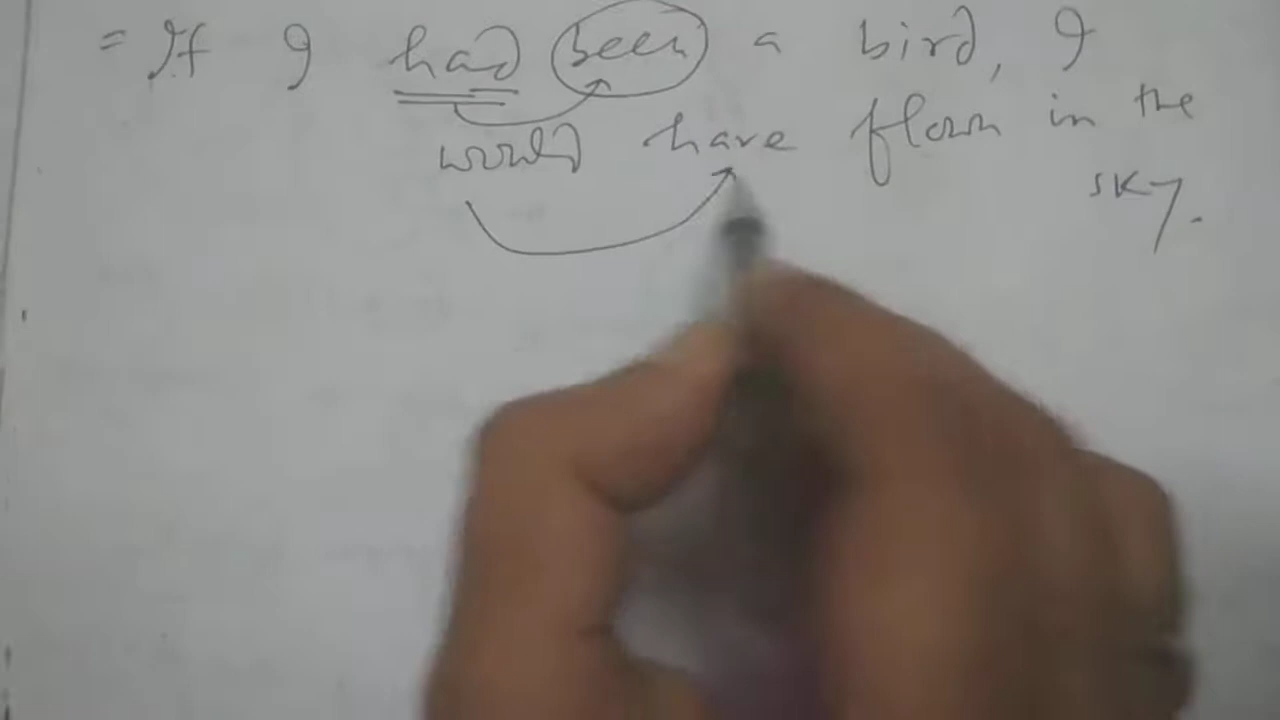 = If I had been a bird, I
would have flown in the
sky.